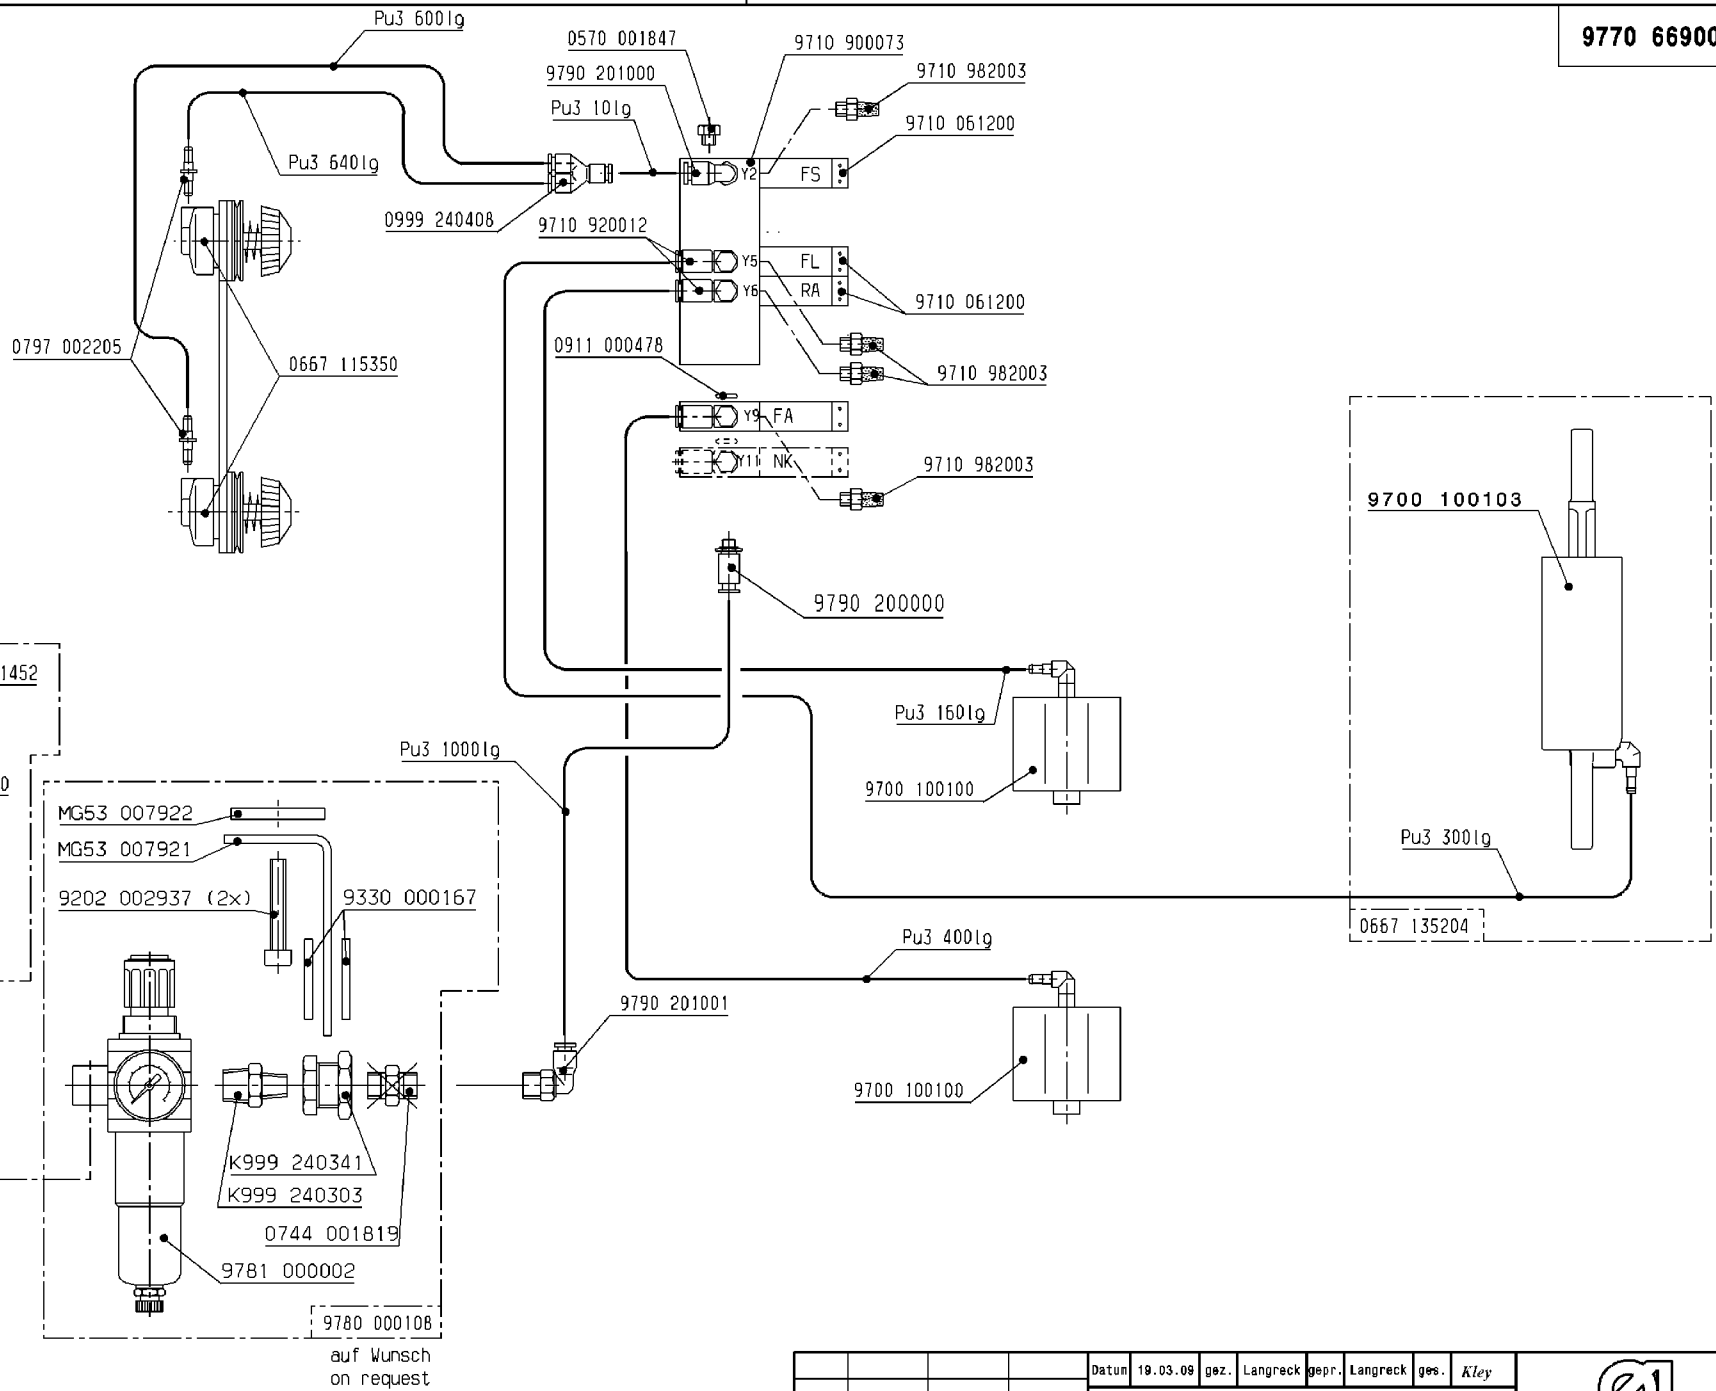 Pu3 600lg
0570 001847
9710 900073
9770 66900
9790 201000
9710 982003
Pu3 10lg
9710 061200
Pu3 640lg
Y2
FS
0999 240408
9710 920012
Y5
FL
Y6
RA
9710 061200
0797 002205
0667 115350
0911 000478
9710 982003
Y9
FA
Y11
NK
9710 982003
9700 100103
9790 200000
1452
Pu3 160lg
Pu3 1000lg
0
9700 100100
MG53 007922
MG53 007921
Pu3 300lg
9202 002937 (2x)
9330 000167
0667 135204
Pu3 400lg
9790 201001
9700 100100
K999 240341
K999 240303
0744 001819
9781 000002
9780 000108
auf Wunsch
on request
Datum 19.03.09 gez. Langreck gepr. Langreck ges. Kley